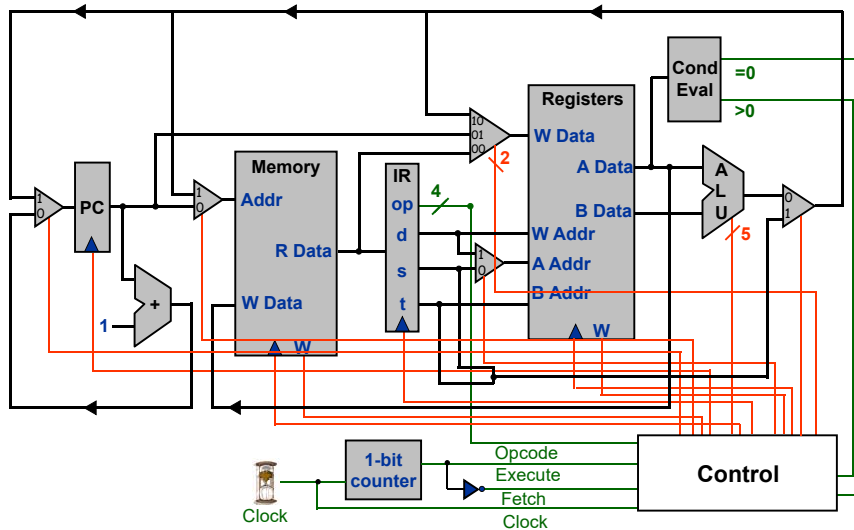 Cond
Eval
=0
>0
Registers
10
01
00
W Data
2
A Data
A
L
U
B Data
5
0
1
W Addr
A Addr
B Addr
W
1
0
PC
1
0
Memory
Addr
R Data
W Data
W
IR
op
4
d
s
t
1
0
+
1
1-bit
counter
Clock
Opcode
Execute
Fetch
Clock
Control